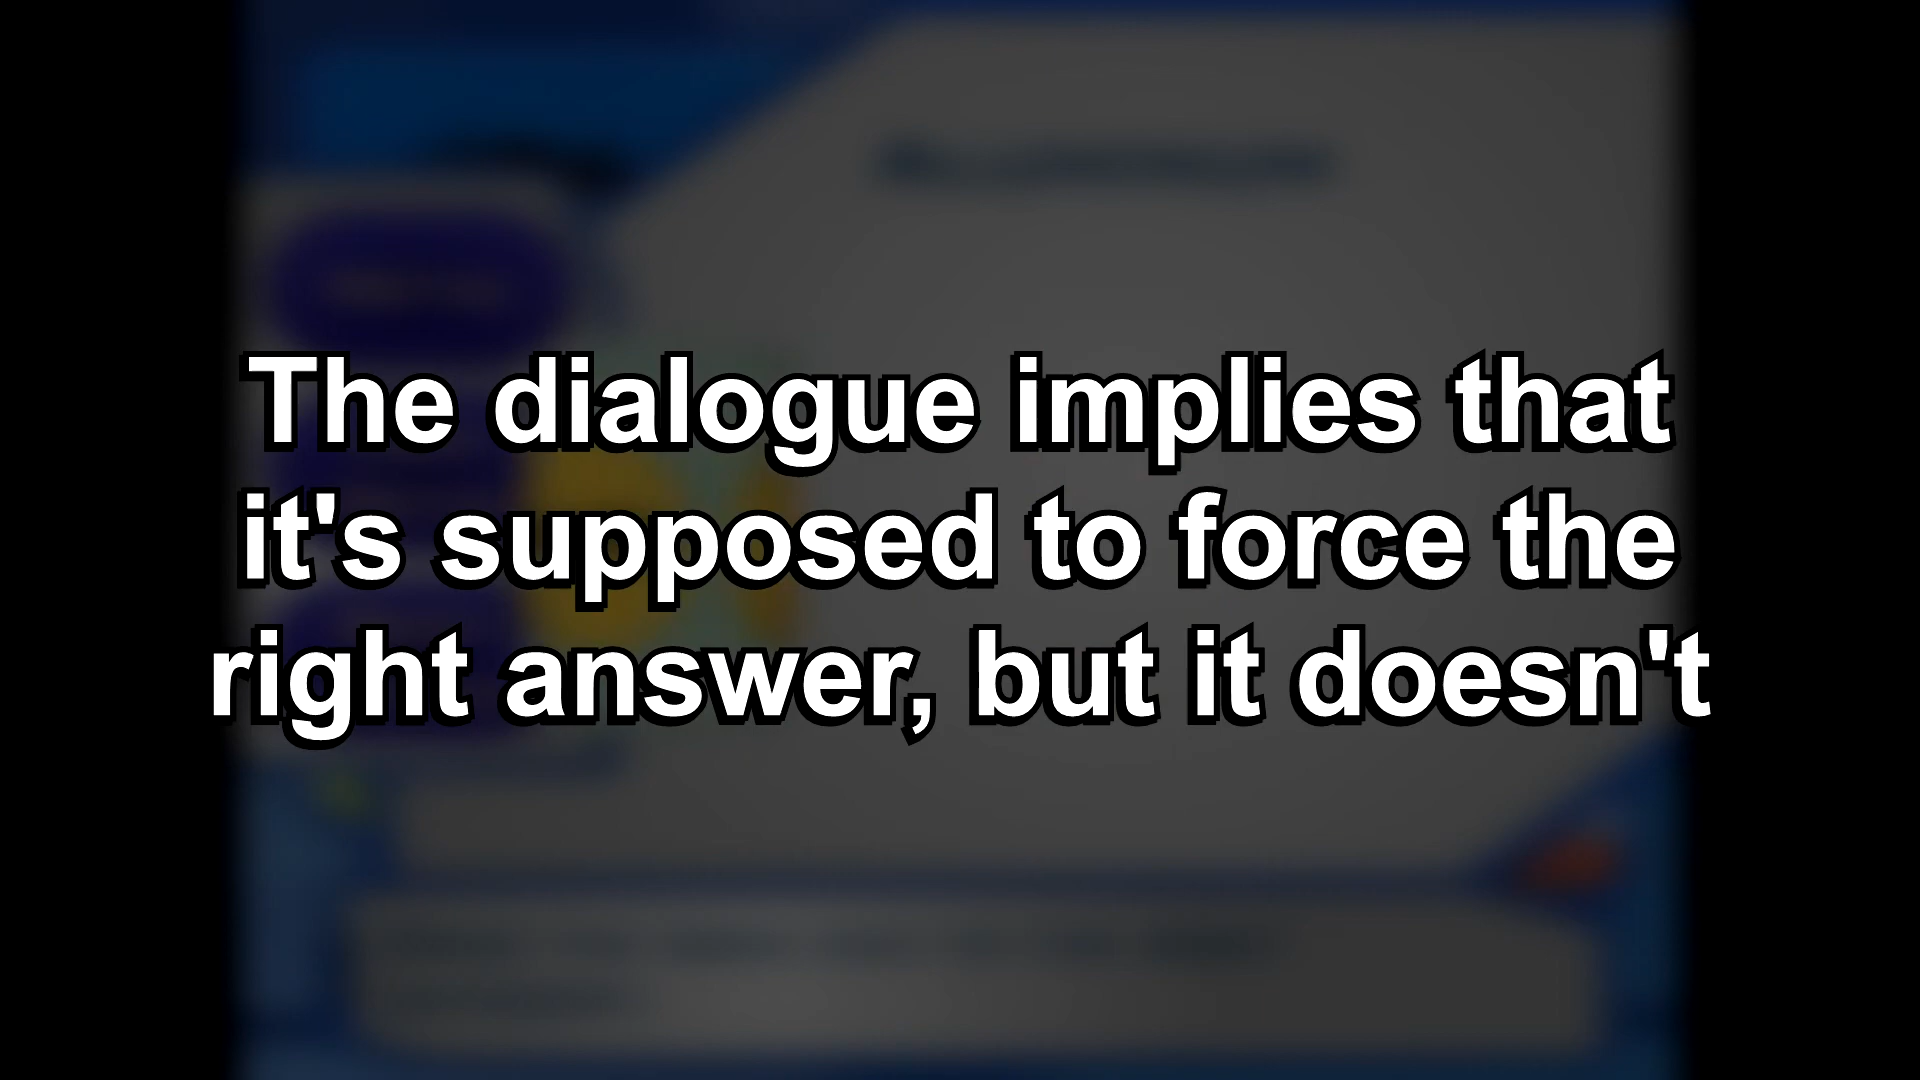 The dialogue implies that
it's supposed to force the
right answer, but it doesn't